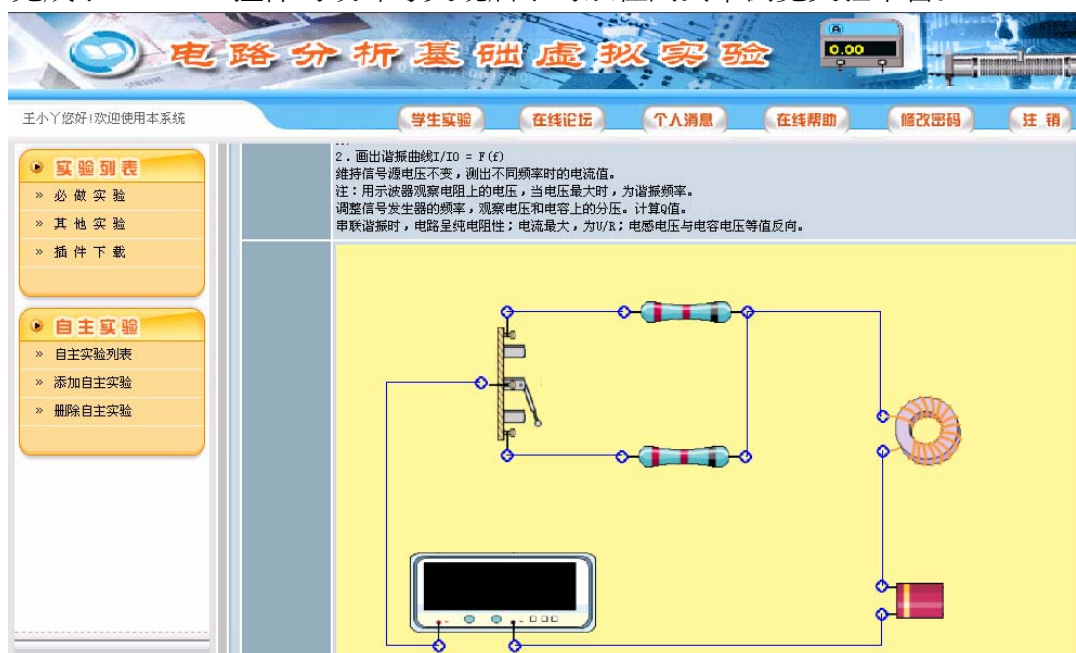 电路分析基础虚拟实验
A
0.00
王小丫您好!欢迎使用本系统
学生实验 在线论坛 个人消息 在线帮助 修改密码 注 销
实验列表
» 必 做 实 验
» 其 他 实 验
» 插 件 下 载
自主实验
» 自主实验列表
» 添加自主实验
» 删除自主实验
2．画出谐振曲线I/I0 = F(f)
维持信号源电压不变，测出不同频率时的电流值。
注：用示波器观察电阻上的电压，当电压最大时，为谐振频率。
调整信号发生器的频率，观察电压和电容上的分压。计算Q值。
串联谐振时，电路呈纯电阻性；电流最大，为U/R；电感电压与电容电压等值反向。